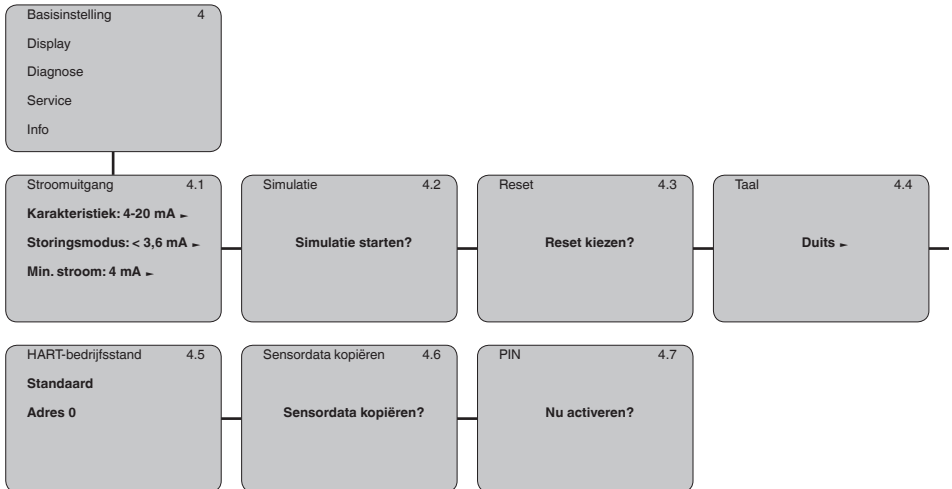 Basisinstelling 4
Display
Diagnose
Service
Info
Stroomuitgang 4.1
Karakteristiek: 4-20 mA ►
Storingsmodus: < 3,6 mA ►
Min. stroom: 4 mA ►
Simulatie 4.2
Simulatie starten?
Reset 4.3
Reset kiezen?
Taal 4.4
Duits ►
HART-bedrijfsstand 4.5
Standaard
Adres 0
Sensordata kopiëren 4.6
Sensordata kopiëren?
PIN 4.7
Nu activeren?